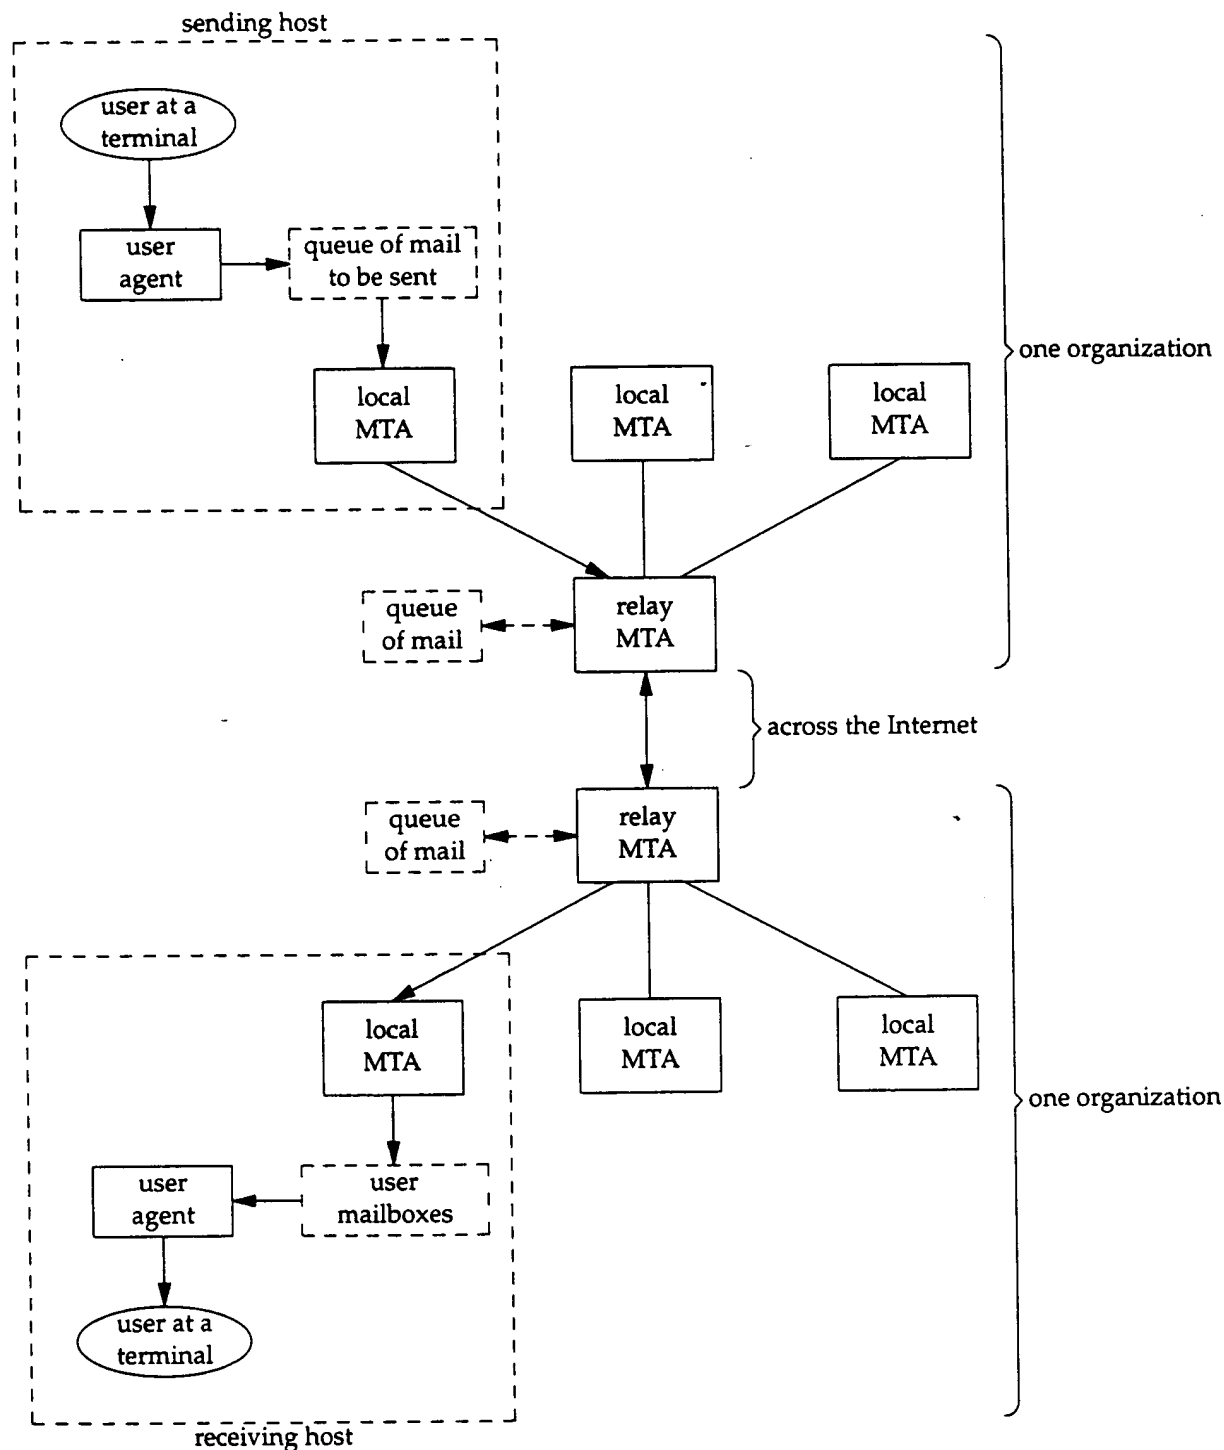 sending host
user at a
terminal
user
agent
queue of mail
to be sent
local
MTA
local
MTA
local
MTA
one organization
queue
of mail
relay
MTA
across the Internet
queue
of mail
relay
MTA
local
MTA
local
MTA
local
MTA
one organization
user
agent
user
mailboxes
user at a
terminal
receiving host